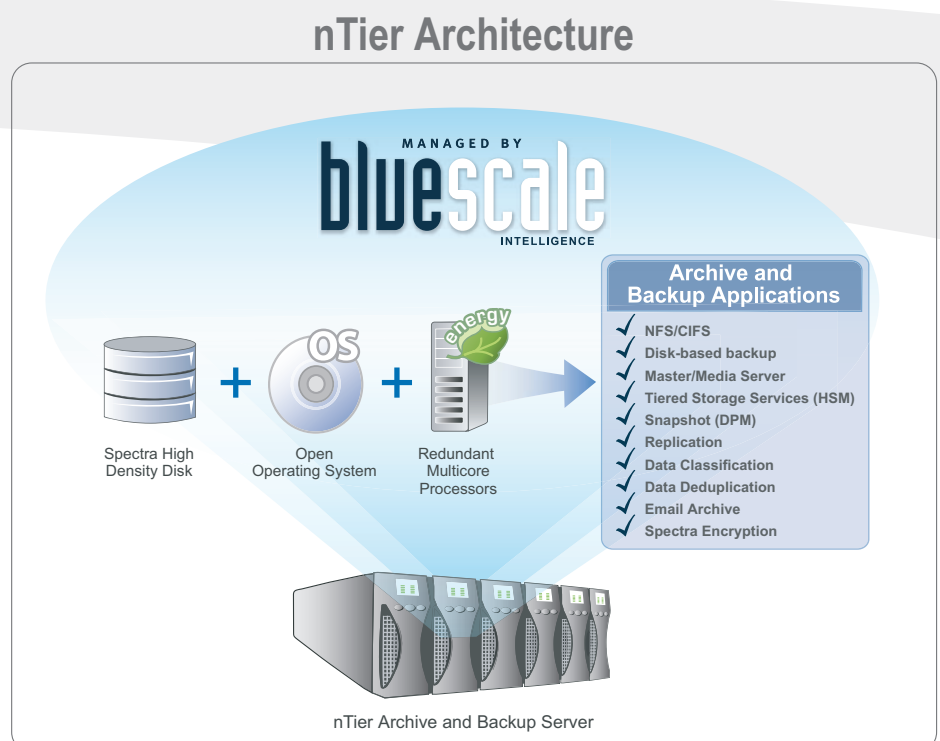 nTier Architecture
MANAGED BY
bluescale
INTELLIGENCE
Archive and
Backup Applications
NFS/CIFS
Disk-based backup
Master/Media Server
Tiered Storage Services (HSM)
Snapshot (DPM)
Replication
Data Classification
Data Deduplication
Email Archive
Spectra Encryption
OS
energy
Spectra High
Density Disk
+
Open
Operating System
+
Redundant
Multicore
Processors
nTier Archive and Backup Server